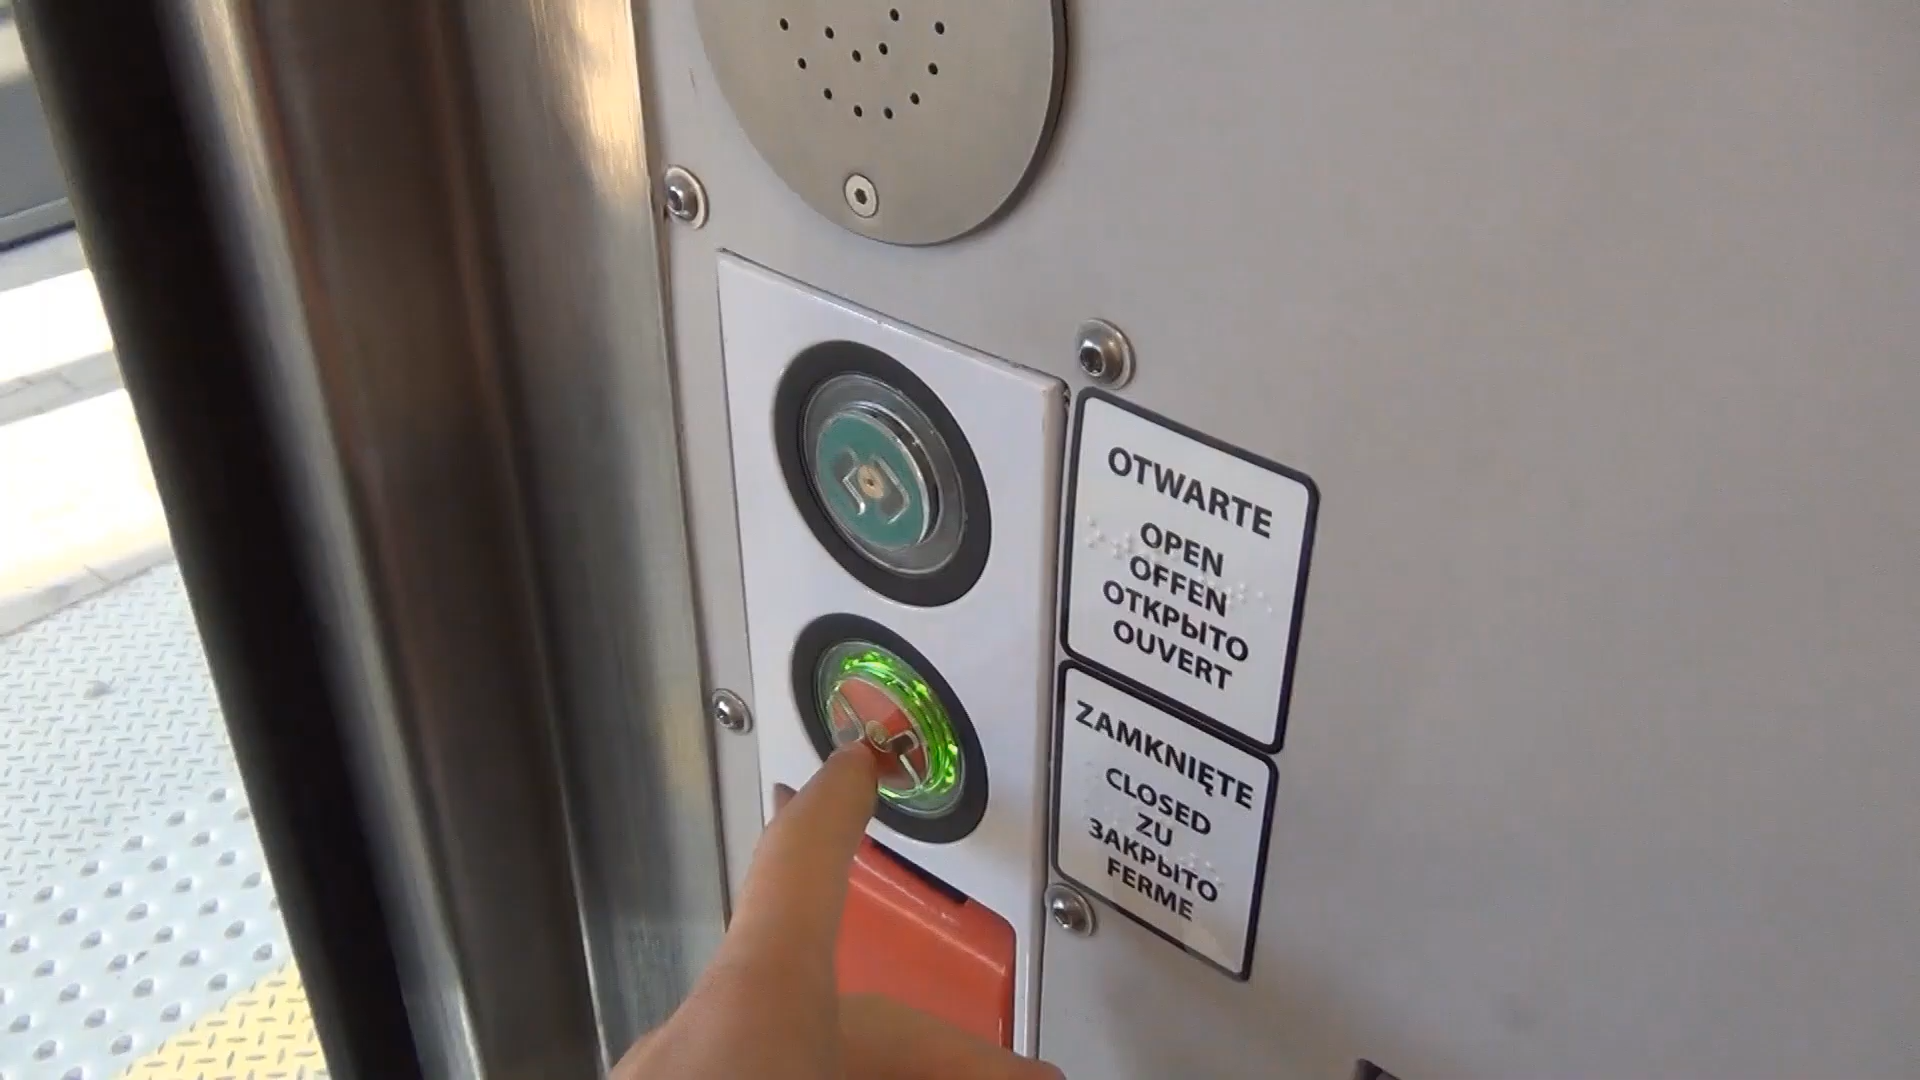 OTWARTE
OPEN
OFFEN
ОТКРЫТО
OUVERT
ZAMKNIĘTE
CLOSED
ZU
ЗАКРЫТО
FERME